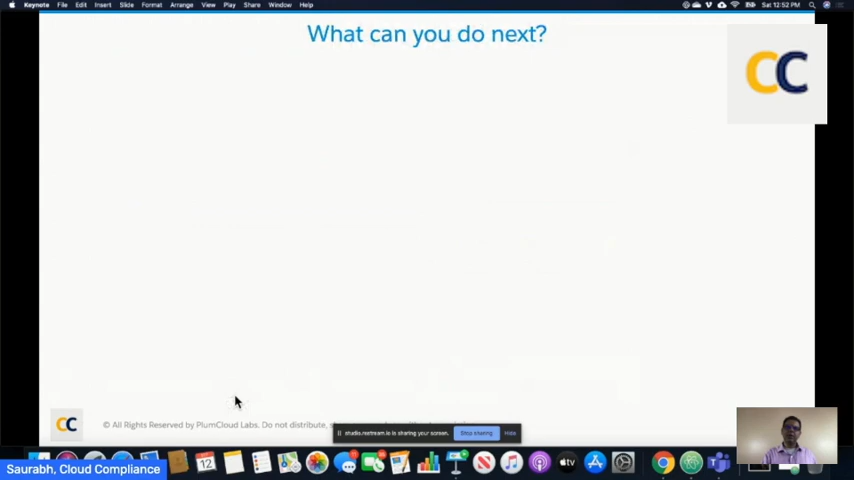 Keynote File Edit Insert Slide Format Arrange View Play Share Window Help Sat 12:52 PM
What can you do next?
CC
CC © All Rights Reserved by PlumCloud Labs. Do not distribute,
studio.restream.io is sharing your screen. Stop sharing Hide
12
Saurabh, Cloud Compliance